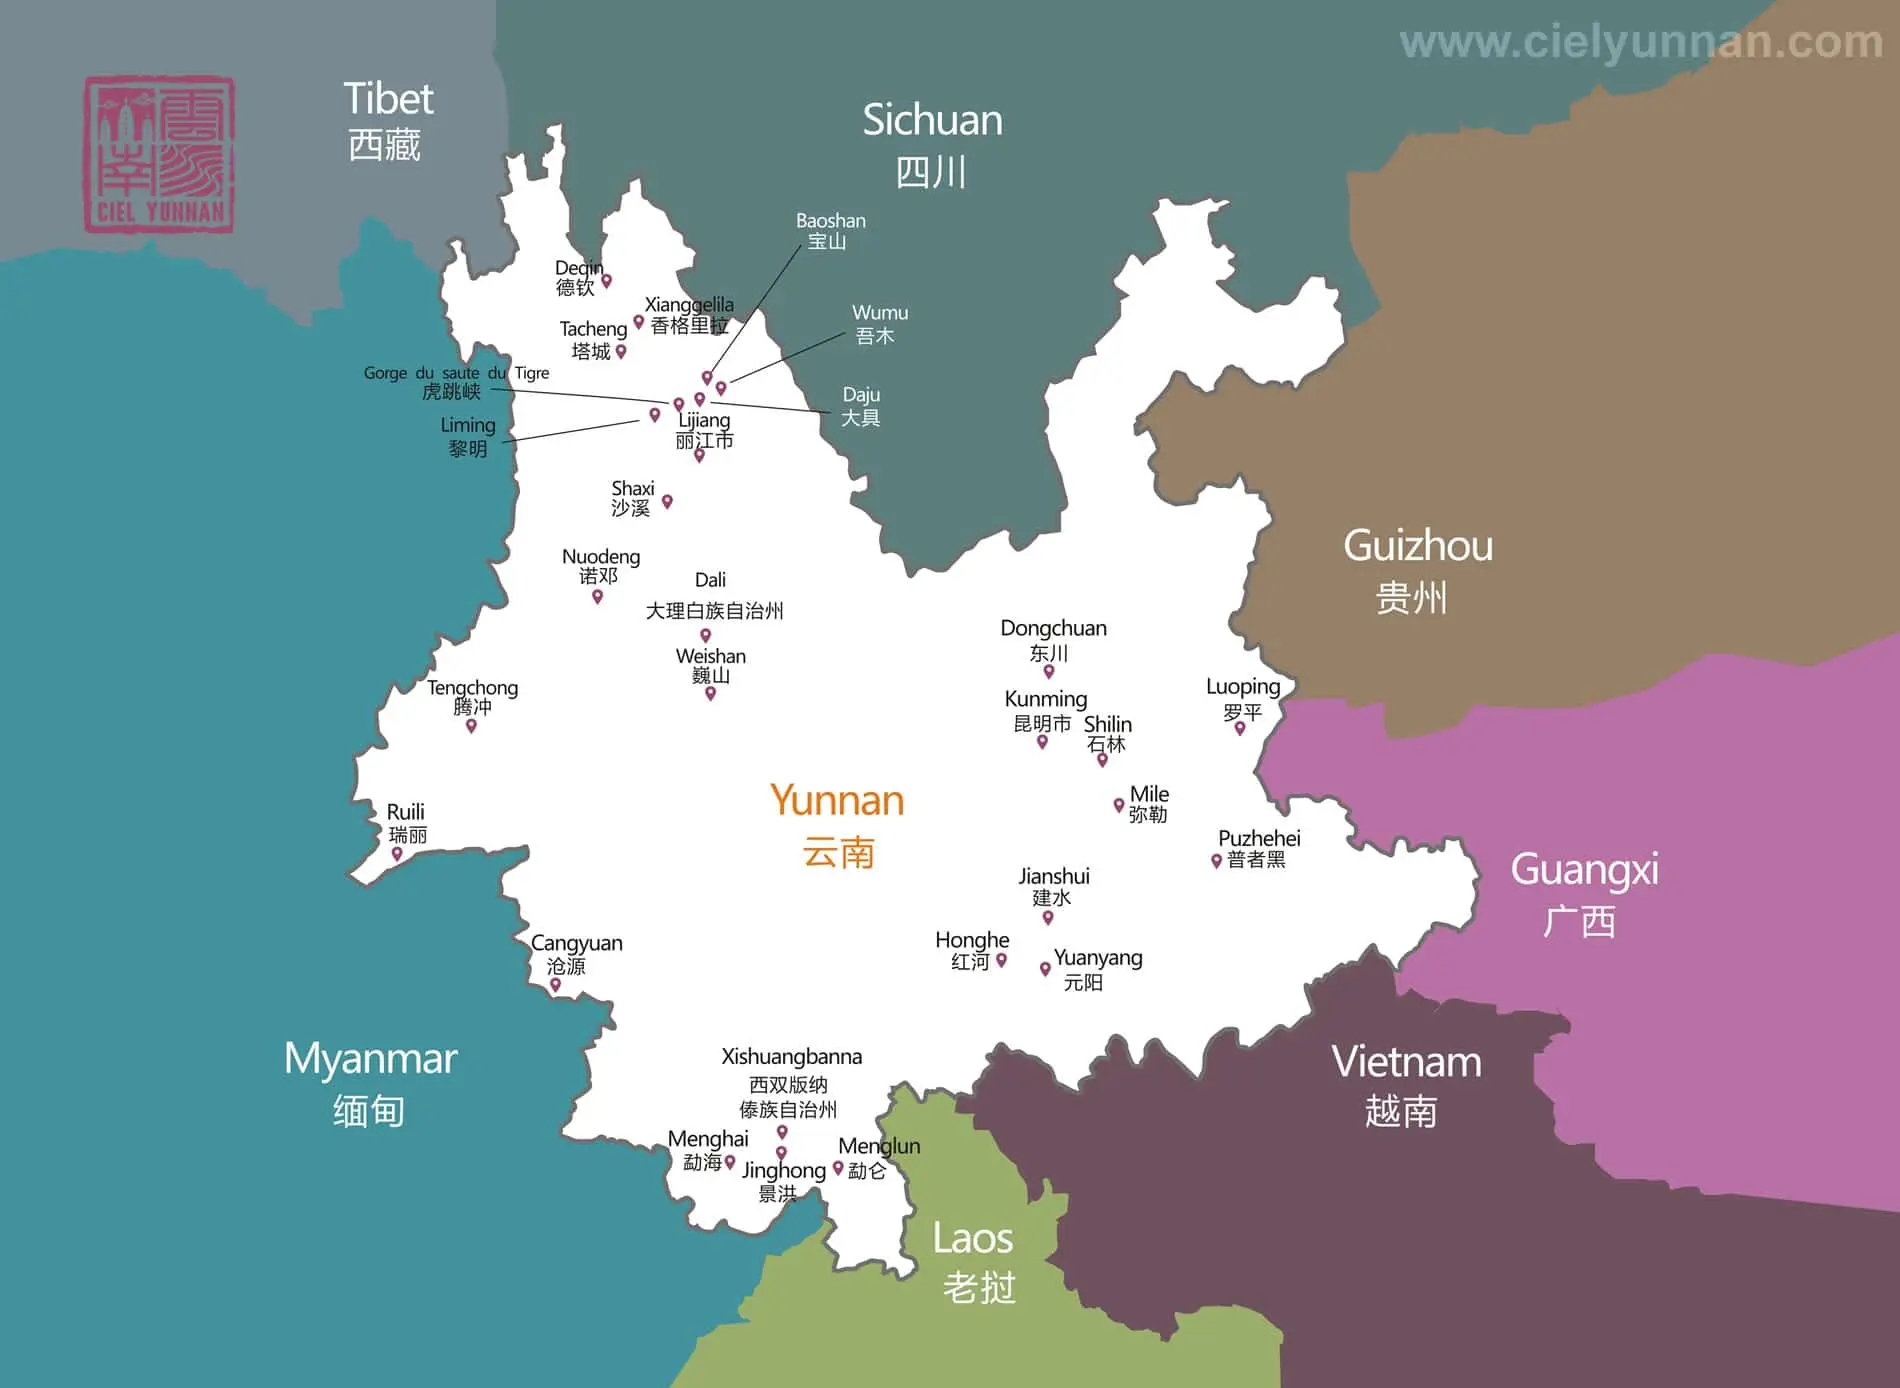 www.cielyunnan.com
雲南
CIEL YUNNAN
Tibet
西藏
Sichuan
四川
Baoshan
宝山
Deqin
德钦
Xianggelila
香格里拉
Wumu
吾木
Tacheng
塔城
Gorge du saute du Tigre
虎跳峡
Daju
大具
Liming
黎明
Lijiang
丽江市
Shaxi
沙溪
Nuodeng
诺邓
Dali
大理白族自治州
Weishan
巍山
Guizhou
贵州
Dongchuan
东川
Tengchong
腾冲
Kunming
昆明市
Shilin
石林
Luoping
罗平
Yunnan
云南
Mile
弥勒
Ruili
瑞丽
Puzhehei
普者黑
Guangxi
广西
Jianshui
建水
Honghe
红河
Yuanyang
元阳
Cangyuan
沧源
Myanmar
缅甸
Vietnam
越南
Xishuangbanna
西双版纳
傣族自治州
Menghai
勐海
Jinghong
景洪
Menglun
勐仑
Laos
老挝